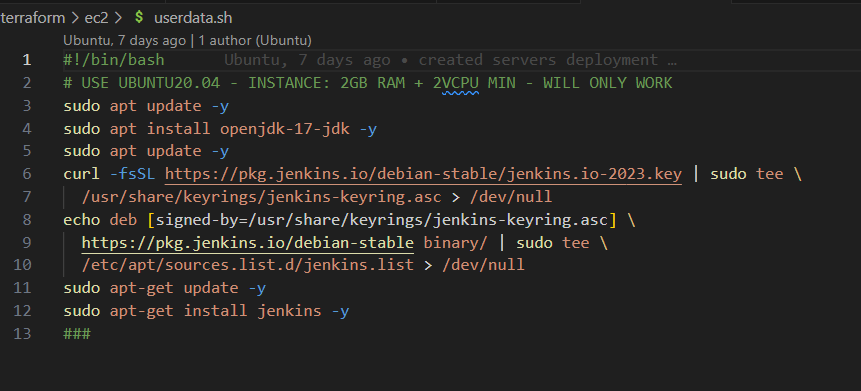 terraform > ec2 > $ userdata.sh
Ubuntu, 7 days ago | 1 author (Ubuntu)
1 #!/bin/bash Ubuntu, 7 days ago • created servers deployment …
2 # USE UBUNTU20.04 - INSTANCE: 2GB RAM + 2VCPU MIN - WILL ONLY WORK
3 sudo apt update -y
4 sudo apt install openjdk-17-jdk -y
5 sudo apt update -y
6 curl -fsSL https://pkg.jenkins.io/debian-stable/jenkins.io-2023.key | sudo tee \
7 /usr/share/keyrings/jenkins-keyring.asc > /dev/null
8 echo deb [signed-by=/usr/share/keyrings/jenkins-keyring.asc] \
9 https://pkg.jenkins.io/debian-stable binary/ | sudo tee \
10 /etc/apt/sources.list.d/jenkins.list > /dev/null
11 sudo apt-get update -y
12 sudo apt-get install jenkins -y
13 ###